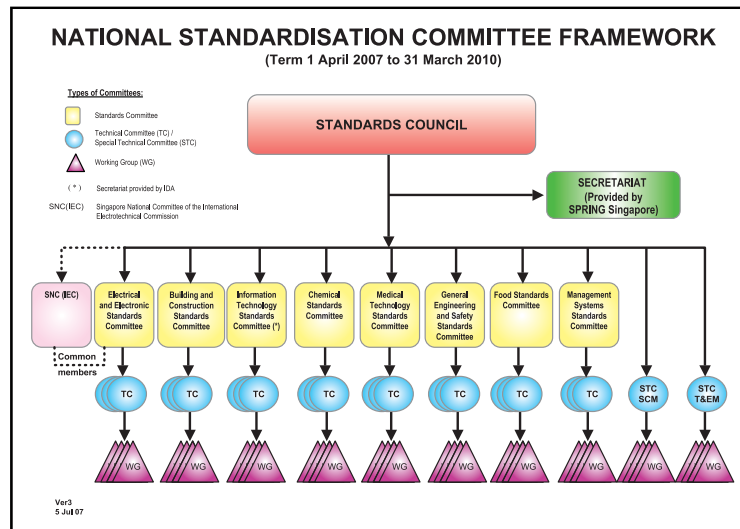 NATIONAL STANDARDISATION COMMITTEE FRAMEWORK
(Term 1 April 2007 to 31 March 2010)
Types of Committees:
Standards Committee
Technical Committee (TC) /
Special Technical Committee (STC)
Working Group (WG)
( * ) Secretariat provided by IDA
SNC(IEC) Singapore National Committee of the International
Electrotechnical Commission
STANDARDS COUNCIL
SECRETARIAT
(Provided by
SPRING Singapore)
SNC (IEC)
Electrical
and Electronic
Standards
Committee
Building and
Construction
Standards
Committee
Information
Technology
Standards
Committee (*)
Chemical
Standards
Committee
Medical
Technology
Standards
Committee
General
Engineering
and Safety
Standards
Committee
Food Standards
Committee
Management
Systems
Standards
Committee
Common
members
TC
TC
TC
TC
TC
TC
TC
TC
STC
SCM
STC
T&EM
WG
WG
WG
WG
WG
WG
WG
WG
WG
WG
Ver3
5 Jul 07